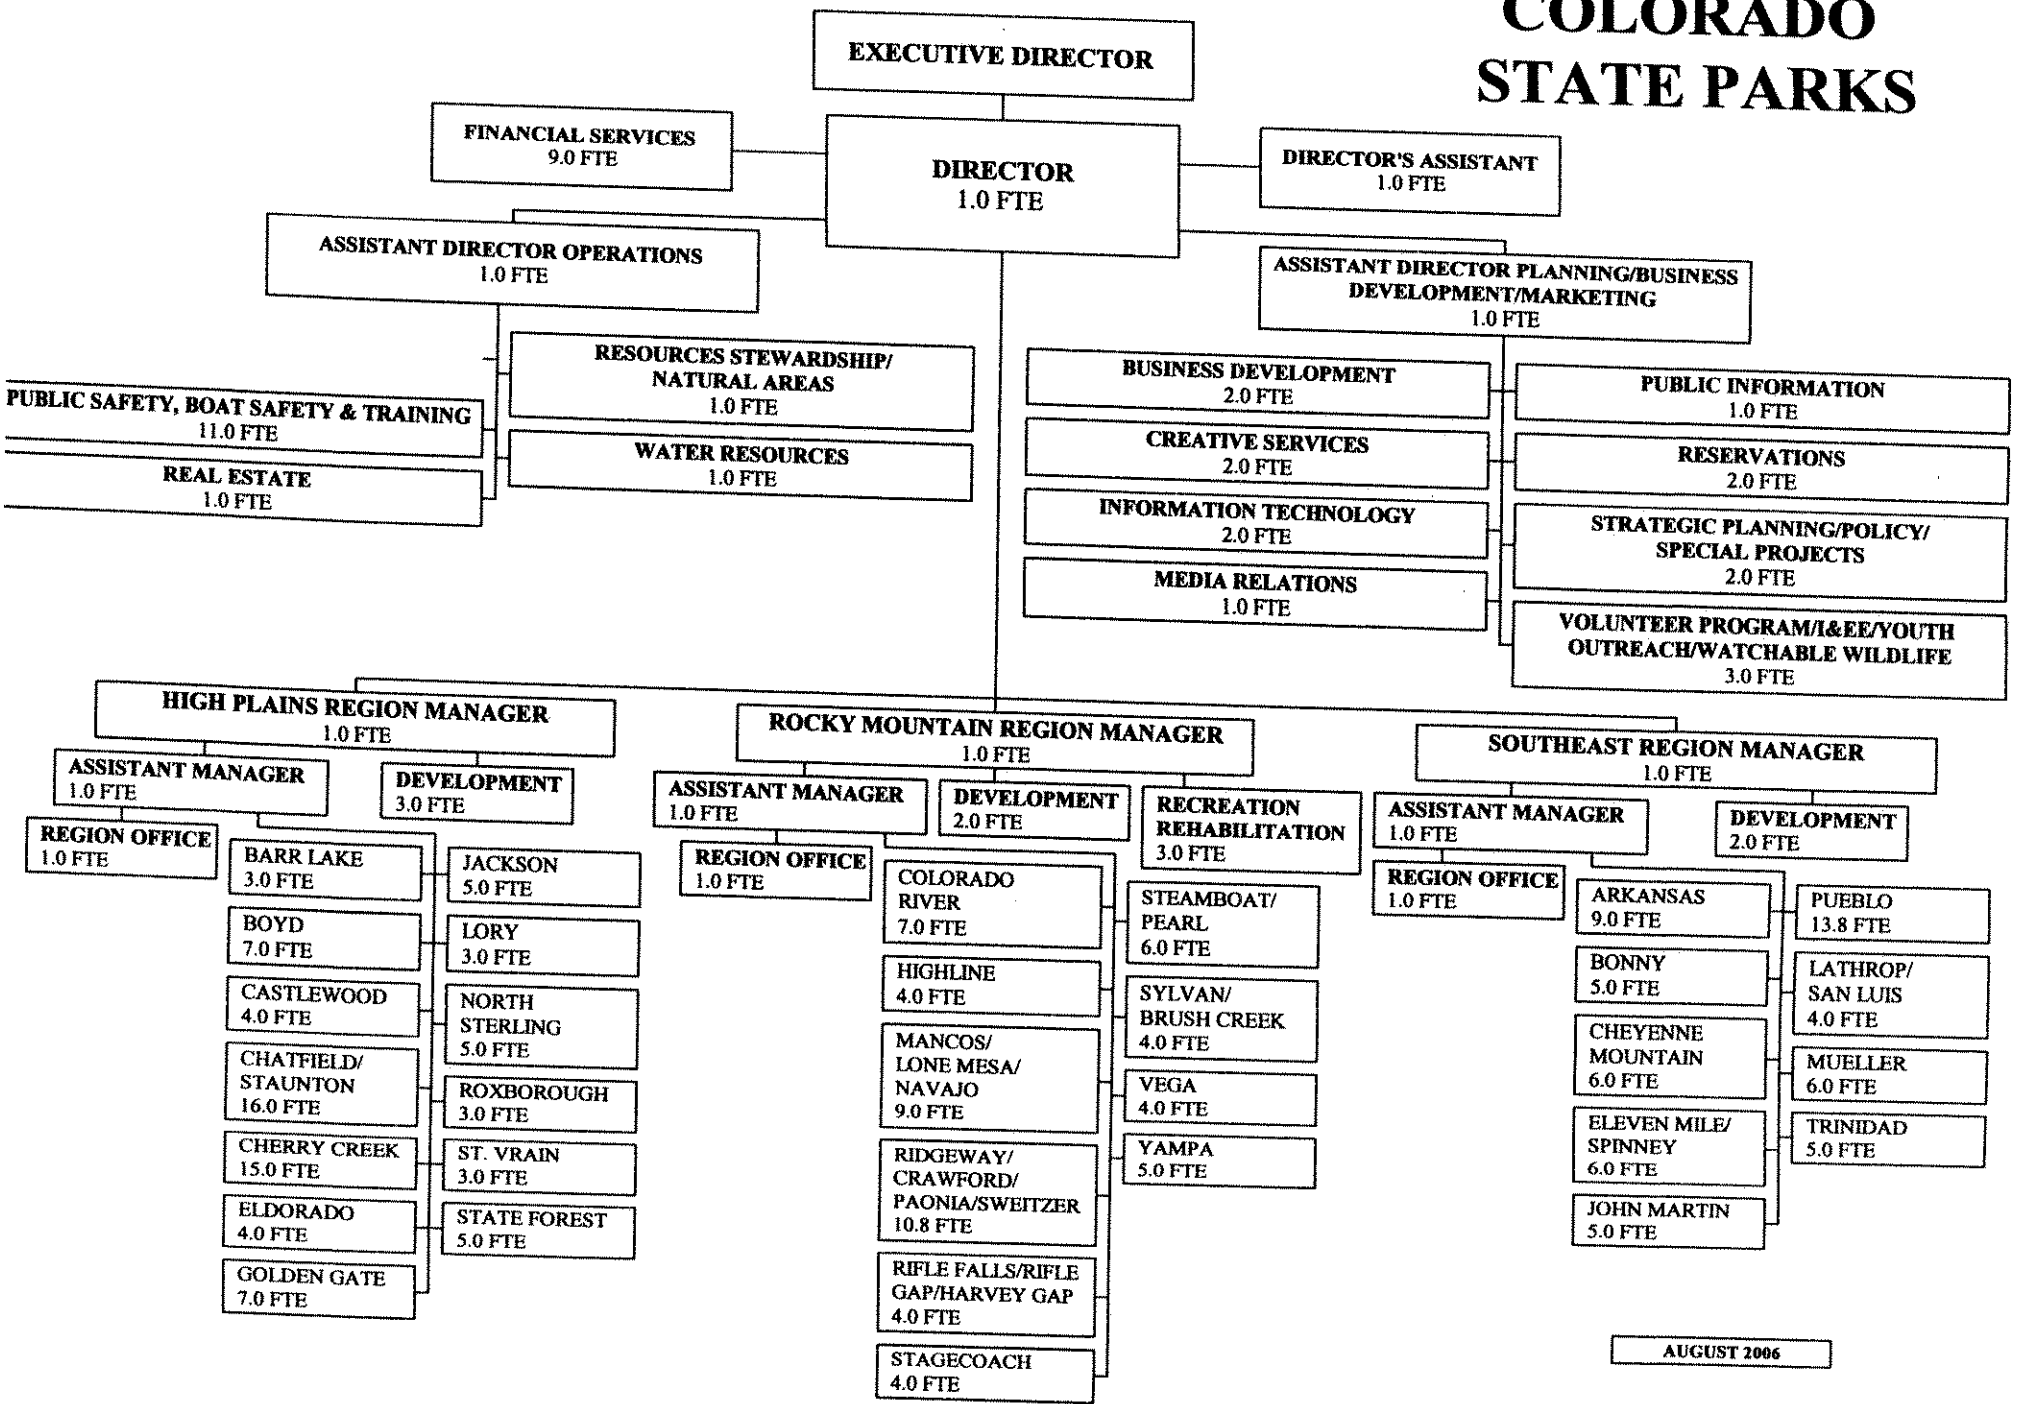 COLORADO
STATE PARKS
EXECUTIVE DIRECTOR
FINANCIAL SERVICES
9.0 FTE
DIRECTOR
1.0 FTE
DIRECTOR'S ASSISTANT
1.0 FTE
ASSISTANT DIRECTOR OPERATIONS
1.0 FTE
ASSISTANT DIRECTOR PLANNING/BUSINESS
DEVELOPMENT/MARKETING
1.0 FTE
RESOURCES STEWARDSHIP/
NATURAL AREAS
1.0 FTE
PUBLIC SAFETY, BOAT SAFETY & TRAINING
11.0 FTE
WATER RESOURCES
1.0 FTE
REAL ESTATE
1.0 FTE
BUSINESS DEVELOPMENT
2.0 FTE
PUBLIC INFORMATION
1.0 FTE
CREATIVE SERVICES
2.0 FTE
RESERVATIONS
2.0 FTE
INFORMATION TECHNOLOGY
2.0 FTE
STRATEGIC PLANNING/POLICY/
SPECIAL PROJECTS
2.0 FTE
MEDIA RELATIONS
1.0 FTE
VOLUNTEER PROGRAM/I&EE/YOUTH
OUTREACH/WATCHABLE WILDLIFE
3.0 FTE
HIGH PLAINS REGION MANAGER
1.0 FTE
ASSISTANT MANAGER
1.0 FTE
DEVELOPMENT
3.0 FTE
REGION OFFICE
1.0 FTE
BARR LAKE
3.0 FTE
JACKSON
5.0 FTE
BOYD
7.0 FTE
LORY
3.0 FTE
CASTLEWOOD
4.0 FTE
NORTH
STERLING
5.0 FTE
CHATFIELD/
STAUNTON
16.0 FTE
ROXBOROUGH
3.0 FTE
CHERRY CREEK
15.0 FTE
ST. VRAIN
3.0 FTE
ELDORADO
4.0 FTE
STATE FOREST
5.0 FTE
GOLDEN GATE
7.0 FTE
ROCKY MOUNTAIN REGION MANAGER
1.0 FTE
ASSISTANT MANAGER
1.0 FTE
DEVELOPMENT
2.0 FTE
RECREATION
REHABILITATION
3.0 FTE
REGION OFFICE
1.0 FTE
COLORADO
RIVER
7.0 FTE
STEAMBOAT/
PEARL
6.0 FTE
HIGHLINE
4.0 FTE
SYLVAN/
BRUSH CREEK
4.0 FTE
MANCOS/
LONE MESA/
NAVAJO
9.0 FTE
VEGA
4.0 FTE
RIDGEWAY/
CRAWFORD/
PAONIA/SWEITZER
10.8 FTE
YAMPA
5.0 FTE
RIFLE FALLS/RIFLE
GAP/HARVEY GAP
4.0 FTE
STAGECOACH
4.0 FTE
SOUTHEAST REGION MANAGER
1.0 FTE
ASSISTANT MANAGER
1.0 FTE
DEVELOPMENT
2.0 FTE
REGION OFFICE
1.0 FTE
ARKANSAS
9.0 FTE
PUEBLO
13.8 FTE
BONNY
5.0 FTE
LATHROP/
SAN LUIS
4.0 FTE
CHEYENNE
MOUNTAIN
6.0 FTE
MUELLER
6.0 FTE
ELEVEN MILE/
SPINNEY
6.0 FTE
TRINIDAD
5.0 FTE
JOHN MARTIN
5.0 FTE
AUGUST 2006